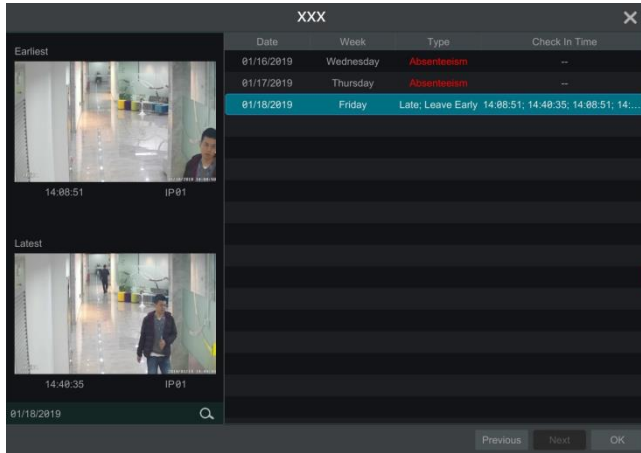 XXX
Earliest
14:08:51 IP01
Latest
14:40:35 IP01
01/18/2019
Date Week Type Check In Time
01/16/2019 Wednesday Absenteeism --
01/17/2019 Thursday Absenteeism --
01/18/2019 Friday Late; Leave Early 14:08:51; 14:40:35; 14:08:51; 14:...
Previous Next OK